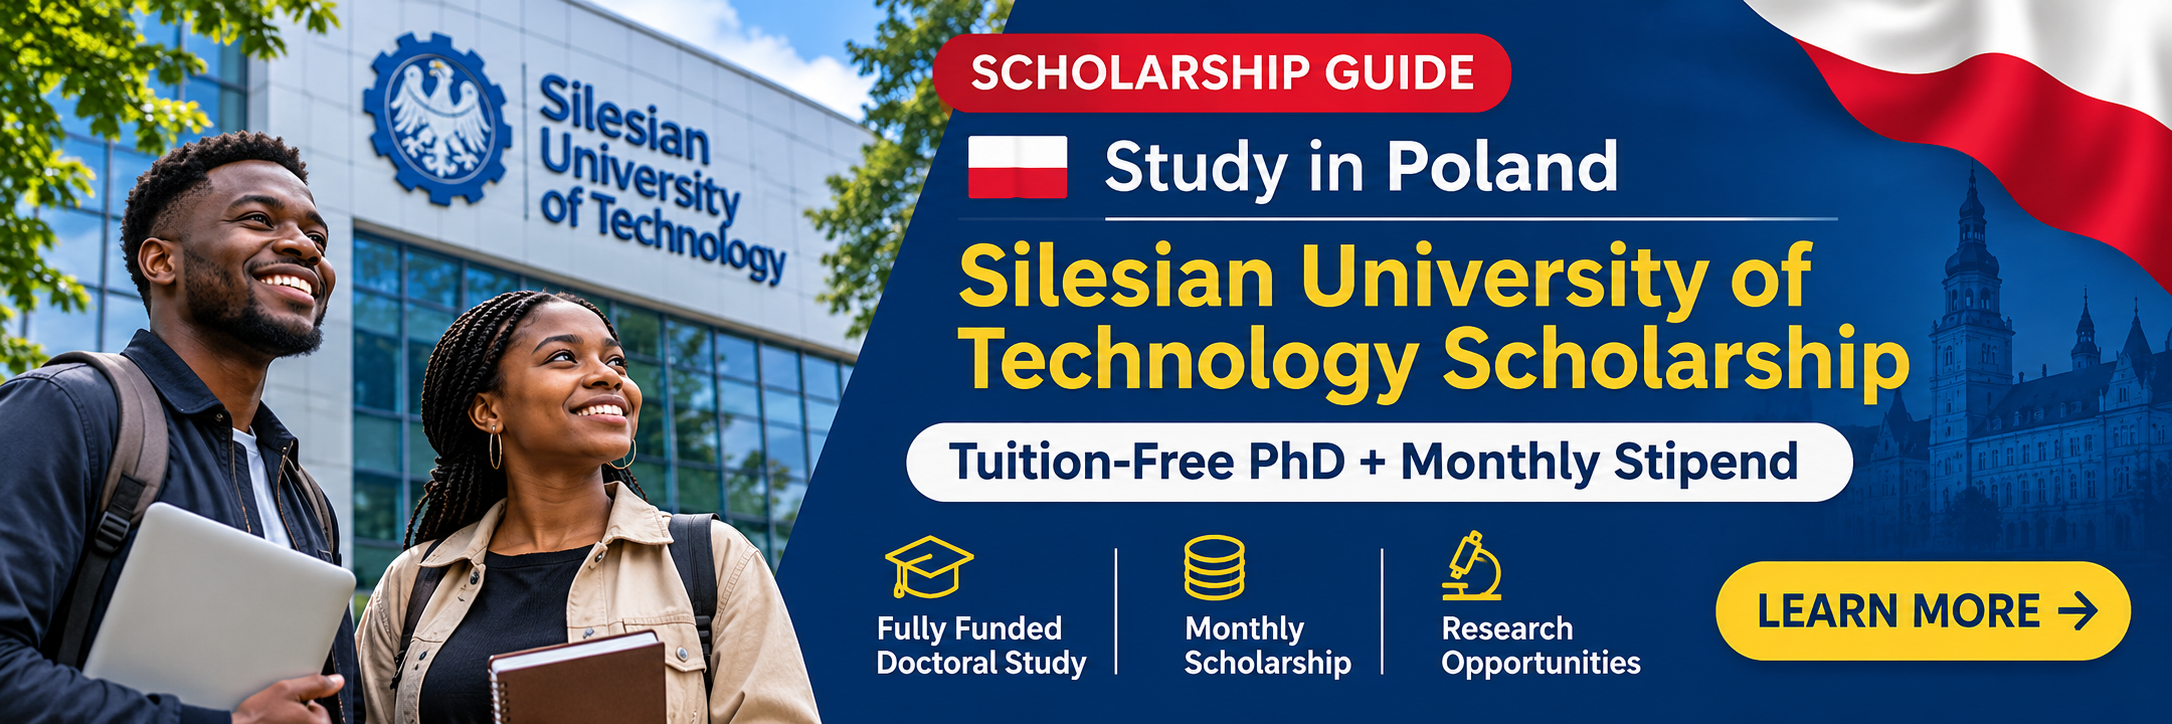 Silesian
University
of Technology
SCHOLARSHIP GUIDE
Study in Poland
Silesian University of
Technology Scholarship
Tuition-Free PhD + Monthly Stipend
Fully Funded
Doctoral Study
Monthly
Scholarship
Research
Opportunities
LEARN MORE →